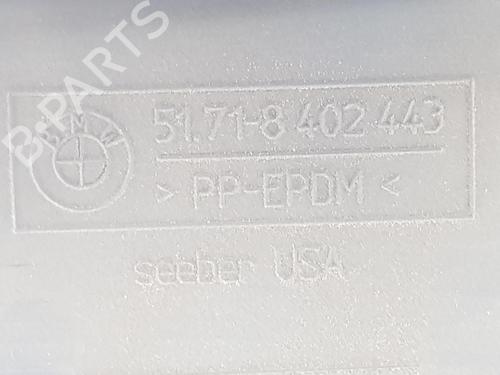 B-PARTS
BMW
51.71-8 402 443
> PP-EPDM <
seeber USA